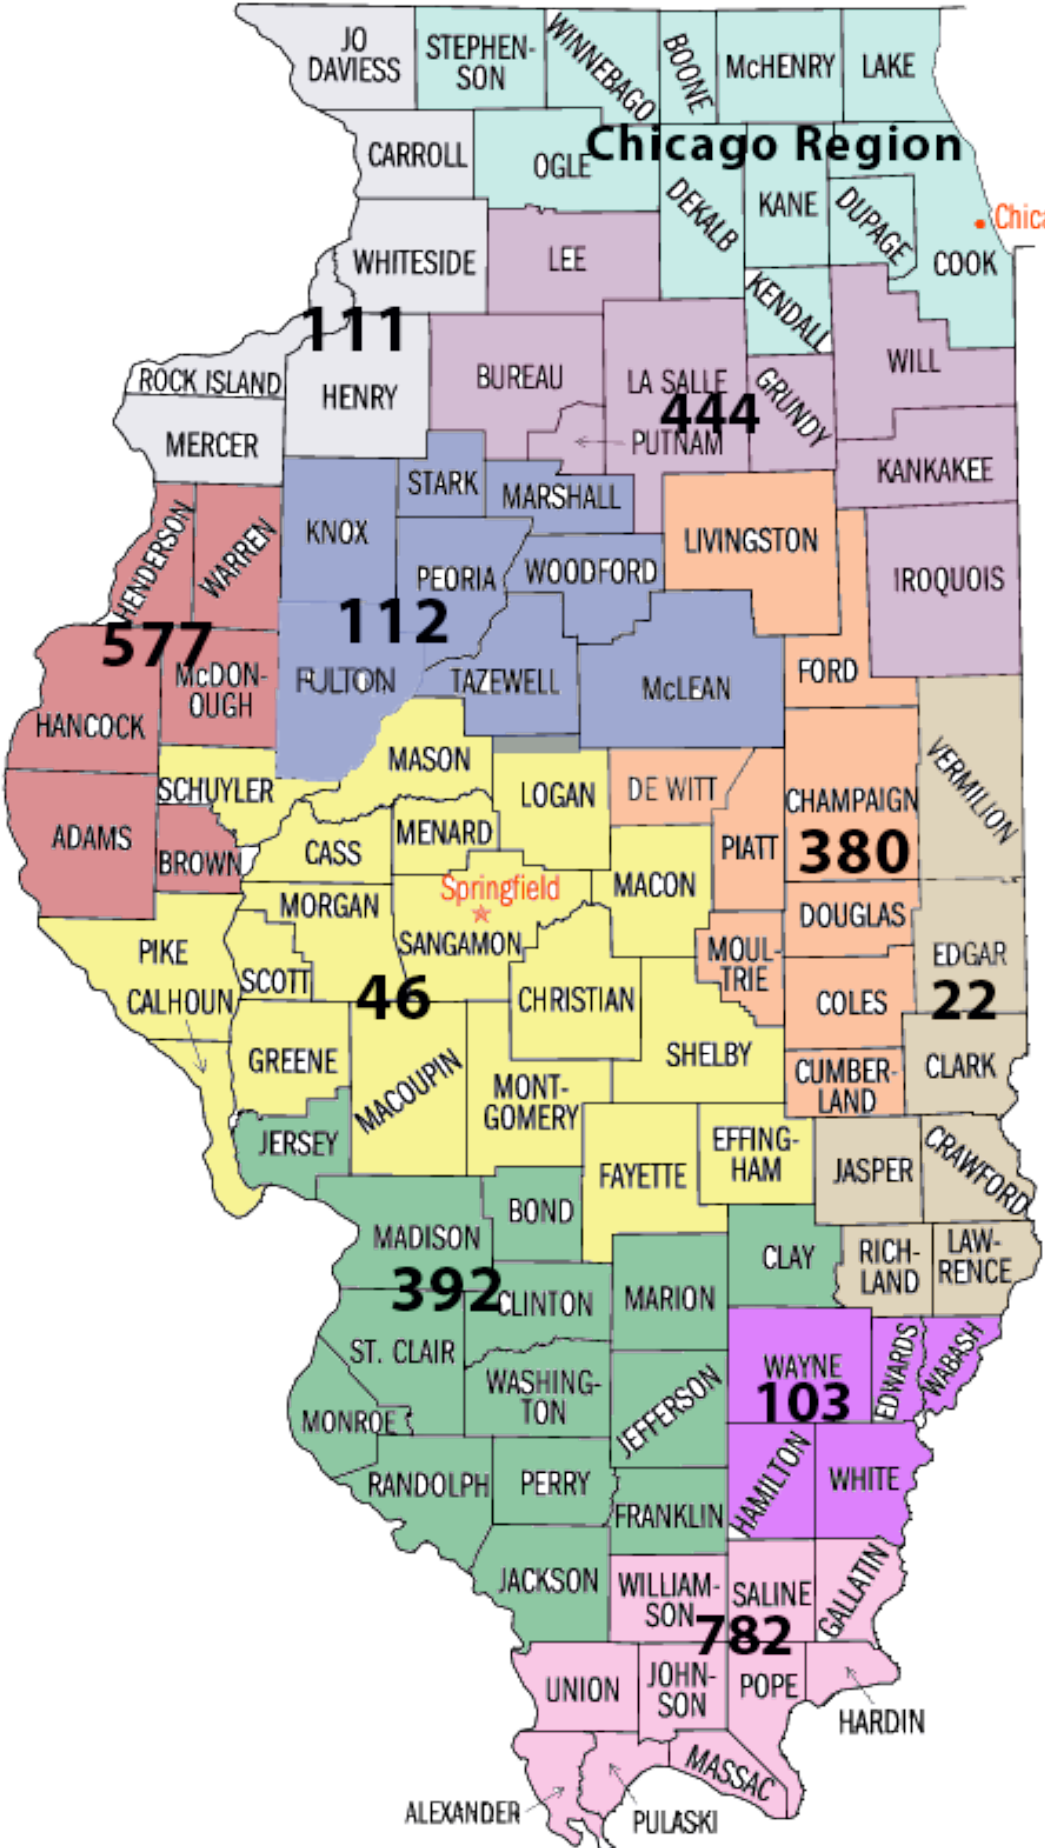 JO
DAVIESS
STEPHEN-
SON
WINNEBAGO
BOONE
McHENRY
LAKE
CARROLL
OGLE
Chicago Region
DEKALB
KANE
DUPAGE
Chica
COOK
WHITESIDE
LEE
KENDALL
111
ROCK ISLAND
HENRY
BUREAU
LA SALLE
GRUNDY
WILL
444
PUTNAM
MERCER
KANKAKEE
STARK
MARSHALL
HENDERSON
WARREN
KNOX
PEORIA
WOODFORD
LIVINGSTON
IROQUOIS
577
112
McDON-
OUGH
FULTON
TAZEWELL
McLEAN
FORD
HANCOCK
MASON
SCHUYLER
LOGAN
DE WITT
CHAMPAIGN
VERMILION
ADAMS
BROWN
CASS
MENARD
PIATT
380
Springfield
MACON
MORGAN
DOUGLAS
PIKE
SANGAMON
MOUL-
TRIE
EDGAR
CALHOUN
SCOTT
46
CHRISTIAN
COLES
22
GREENE
MACOUPIN
MONT-
GOMERY
SHELBY
CUMBER-
LAND
CLARK
JERSEY
FAYETTE
EFFING-
HAM
JASPER
CRAWFORD
MADISON
BOND
CLAY
RICH-
LAND
LAW-
RENCE
392
CLINTON
MARION
ST. CLAIR
WASHING-
TON
JEFFERSON
WAYNE
103
EDWARDS
WABASH
MONROE
RANDOLPH
PERRY
FRANKLIN
HAMILTON
WHITE
JACKSON
WILLIAM-
SON
SALINE
GALLATIN
782
UNION
JOHN-
SON
POPE
HARDIN
MASSAC
ALEXANDER
PULASKI